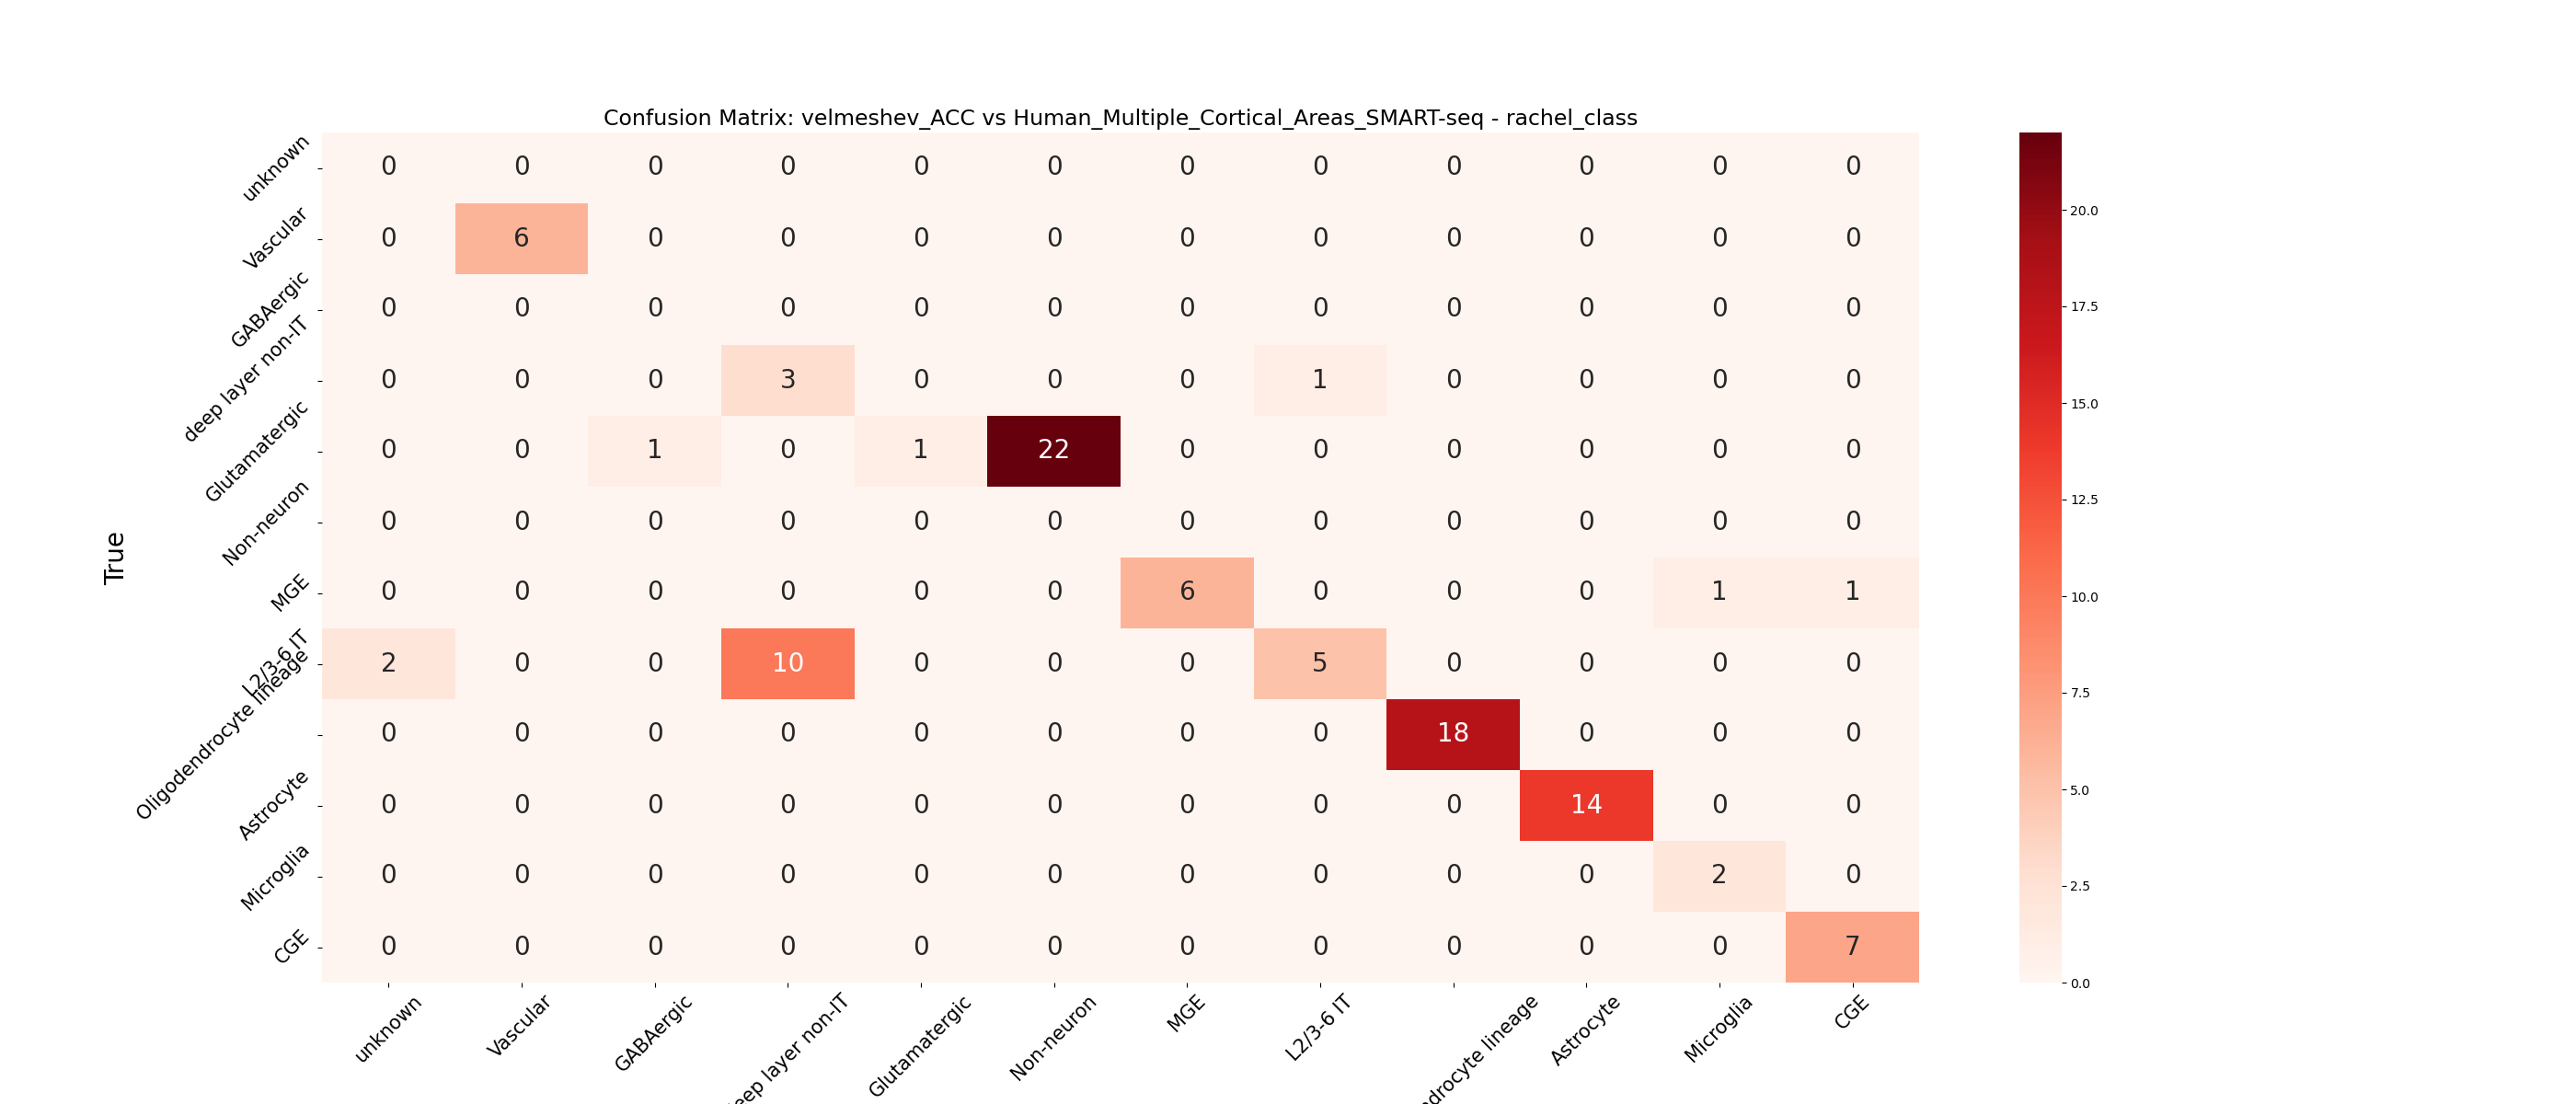 Confusion Matrix: velmeshev_ACC vs Human_Multiple_Cortical_Areas_SMART-seq - rachel_class
True
unknown 0 0 0 0 0 0 0 0 0 0 0 0
Vascular 0 6 0 0 0 0 0 0 0 0 0 0
GABAergic 0 0 0 0 0 0 0 0 0 0 0 0
deep layer non-IT 0 0 0 3 0 0 0 1 0 0 0 0
Glutamatergic 0 0 1 0 1 22 0 0 0 0 0 0
Non-neuron 0 0 0 0 0 0 0 0 0 0 0 0
MGE 0 0 0 0 0 0 6 0 0 0 1 1
L2/3-6 IT 2 0 0 10 0 0 0 5 0 0 0 0
Oligodendrocyte lineage 0 0 0 0 0 0 0 0 18 0 0 0
Astrocyte 0 0 0 0 0 0 0 0 0 14 0 0
Microglia 0 0 0 0 0 0 0 0 0 0 2 0
CGE 0 0 0 0 0 0 0 0 0 0 0 7
unknown
Vascular
GABAergic
eep layer non-IT
Glutamatergic
Non-neuron
MGE
L2/3-6 IT
drocyte lineage
Astrocyte
Microglia
CGE
20.0
17.5
15.0
12.5
10.0
7.5
5.0
2.5
0.0